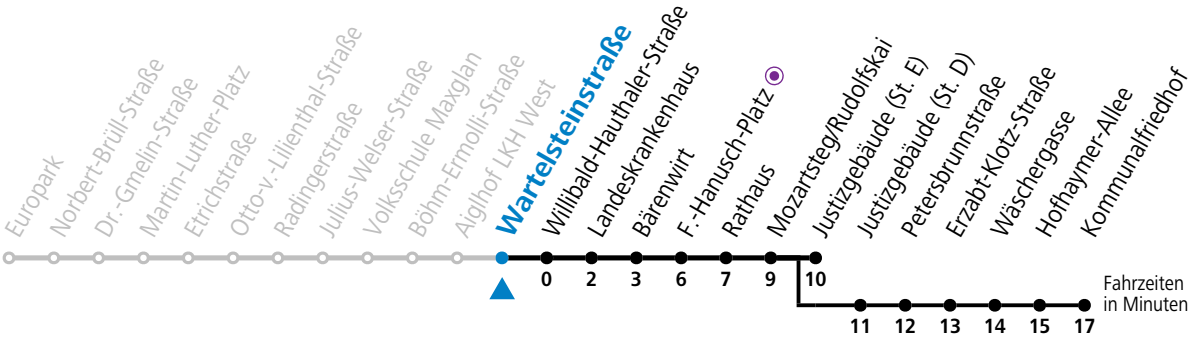 Europark
Norbert-Brüll-Straße
Dr.-Gmelin-Straße
Martin-Luther-Platz
Etrichstraße
Otto-v.-Lilienthal-Straße
Radingerstraße
Julius-Welser-Straße
Volksschule Maxglan
Böhm-Ermolli-Straße
Aiglhof LKH West
Wartelsteinstraße
Willibald-Hauthaler-Straße
Landeskrankenhaus
Bärenwirt
F.-Hanusch-Platz
Rathaus
Mozartsteg/Rudolfskai
Justizgebäude (St. E)
Justizgebäude (St. D)
Petersbrunnstraße
Erzabt-Klotz-Straße
Wäschergasse
Hofhaymer-Allee
Kommunalfriedhof
0 2 3 6 7 9 10
Fahrzeiten
in Minuten
11 12 13 14 15 17